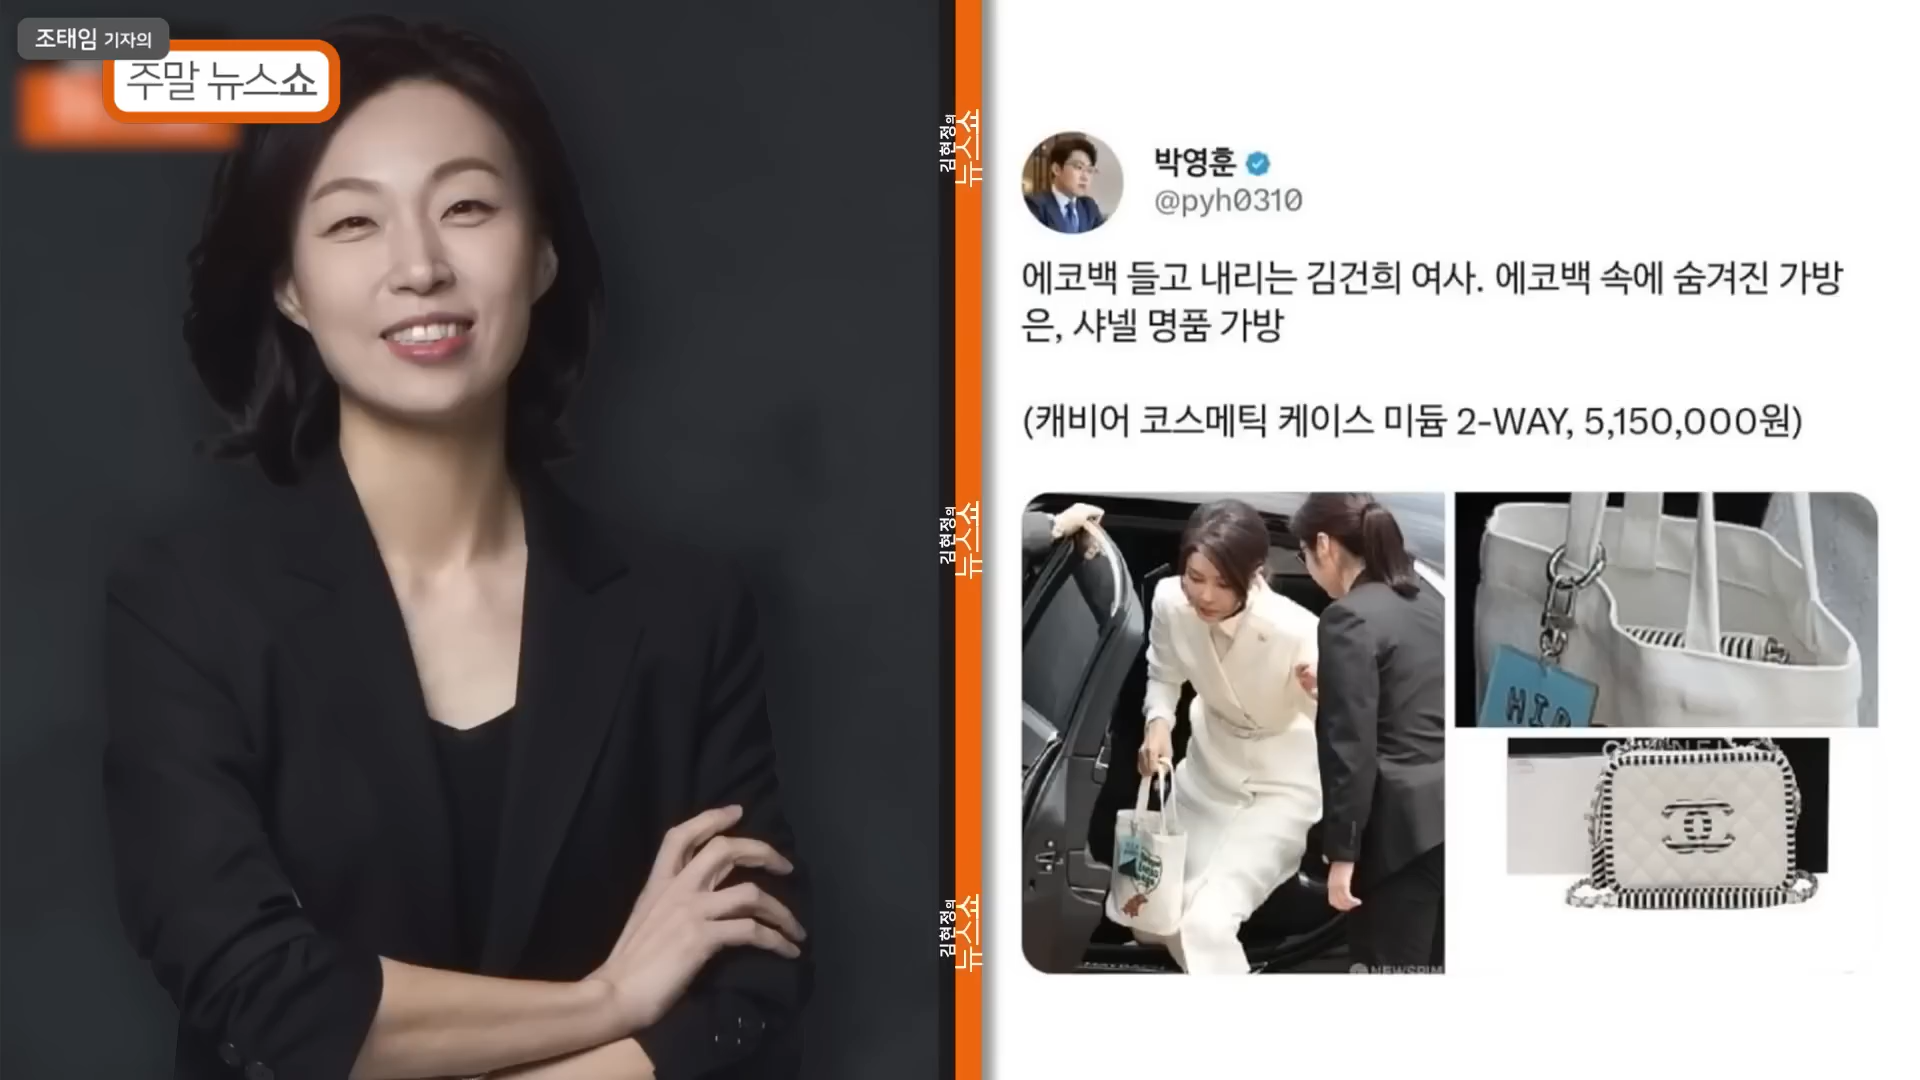 조태임 기자의
주말 뉴스쇼
김현정의
뉴스쇼
김현정의
뉴스쇼
김현정의
뉴스쇼
박영훈
@pyh0310
에코백 들고 내리는 김건희 여사. 에코백 속에 숨겨진 가방
은, 샤넬 명품 가방
(캐비어 코스메틱 케이스 미듐 2-WAY, 5,150,000원)
NEWSPIM
CHANEL